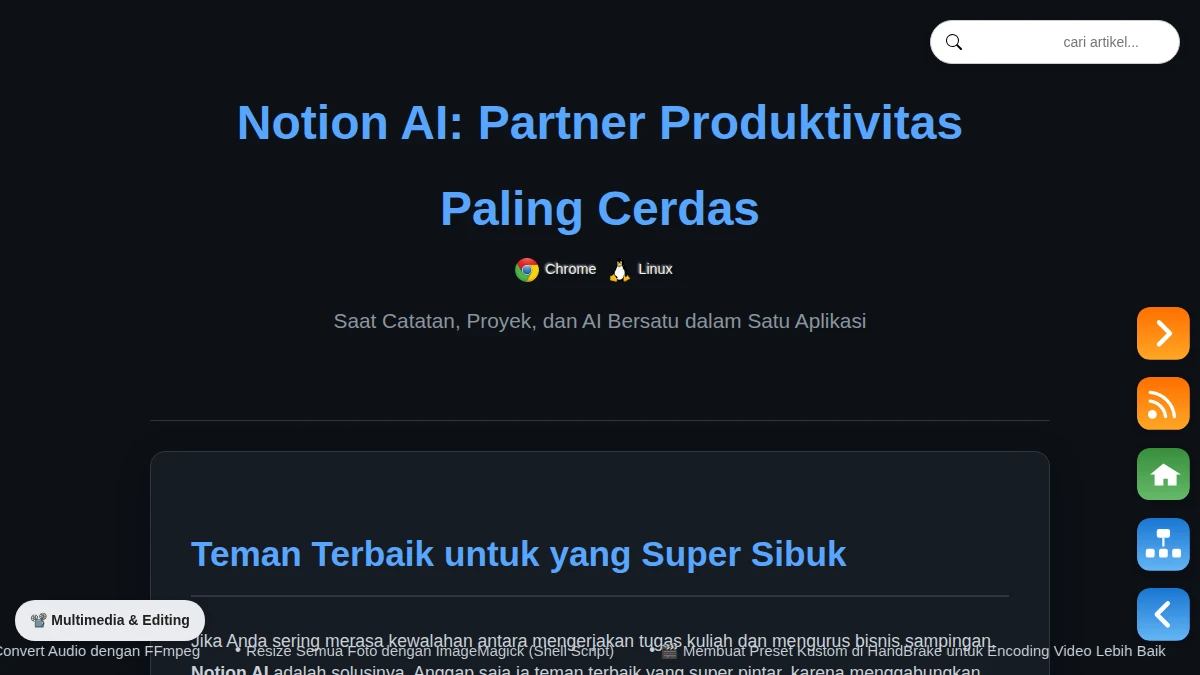 cari artikel...
Notion AI: Partner Produktivitas
Paling Cerdas
Chrome Linux
Saat Catatan, Proyek, dan AI Bersatu dalam Satu Aplikasi
Teman Terbaik untuk yang Super Sibuk
Multimedia & Editing
Jika Anda sering merasa kewalahan antara mengerjakan tugas kuliah dan mengurus bisnis sampingan,
Convert Audio dengan FFmpeg • Resize Semua Foto dengan ImageMagick (Shell Script) • Membuat Preset Kustom di HandBrake untuk Encoding Video Lebih Baik
Notion AI adalah solusinya. Anggap saja ia teman terbaik yang super pintar, karena menggabungkan